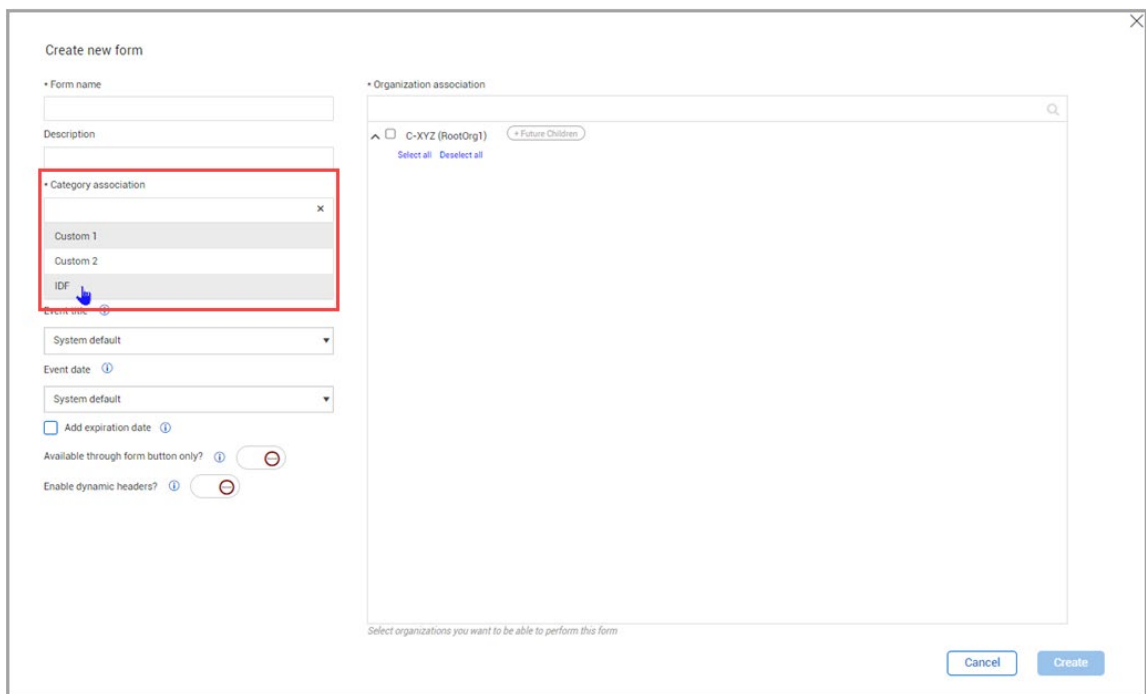 Create new form
• Form name
Description
• Category association
×
Custom 1
Custom 2
IDF
Event title
System default
Event date
System default
Add expiration date
Available through form button only?
Enable dynamic headers?
• Organization association
C-XYZ (RootOrg1) + Future Children
Select all Deselect all
Select organizations you want to be able to perform this form
Cancel Create